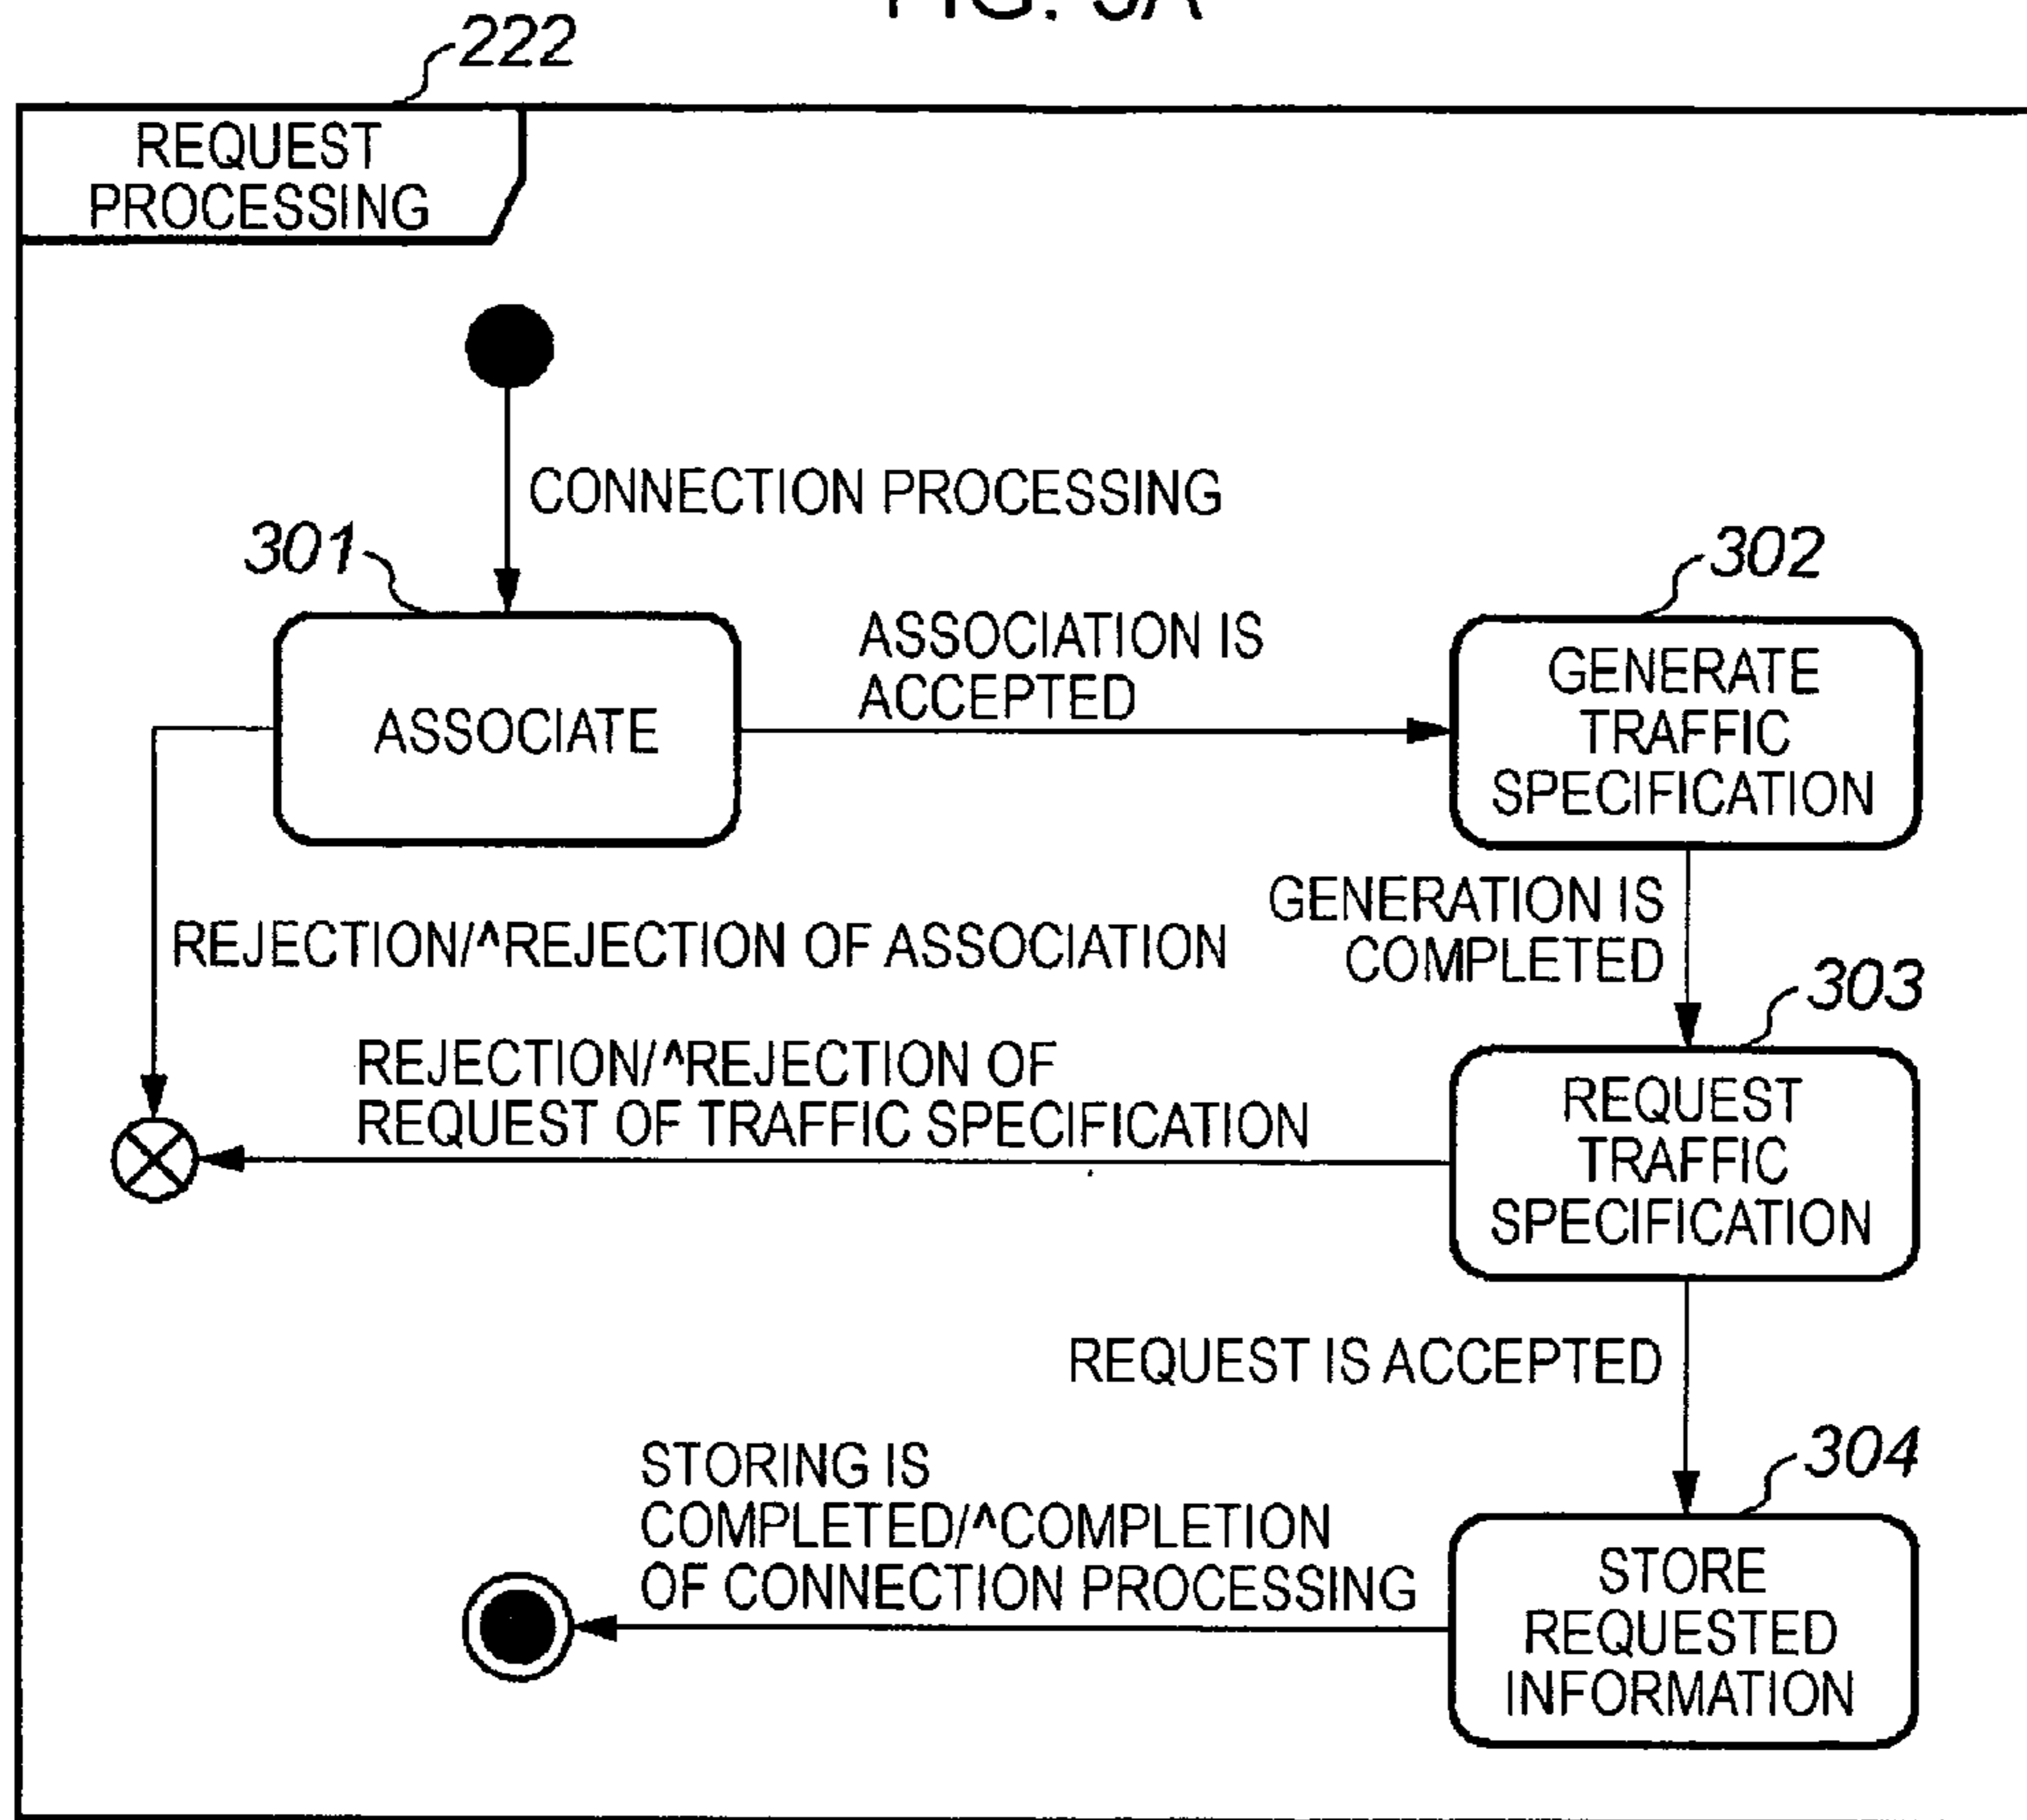 222
REQUEST
PROCESSING
CONNECTION PROCESSING
301
302
ASSOCIATION IS
ACCEPTED
ASSOCIATE
GENERATE
TRAFFIC
SPECIFICATION
GENERATION IS
COMPLETED
REJECTION/^REJECTION OF ASSOCIATION
303
REJECTION/^REJECTION OF
REQUEST OF TRAFFIC SPECIFICATION
REQUEST
TRAFFIC
SPECIFICATION
REQUEST IS ACCEPTED
304
STORING IS
COMPLETED/^COMPLETION
OF CONNECTION PROCESSING
STORE
REQUESTED
INFORMATION